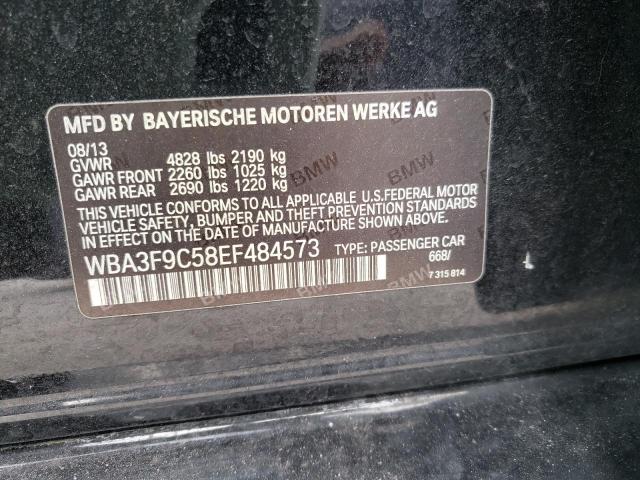 MFD BY BAYERISCHE MOTOREN WERKE AG
08/13
GVWR 4828 lbs 2190 kg
GAWR FRONT 2260 lbs 1025 kg
GAWR REAR 2690 lbs 1220 kg
THIS VEHICLE CONFORMS TO ALL APPLICABLE U.S.FEDERAL MOTOR
VEHICLE SAFETY, BUMPER AND THEFT PREVENTION STANDARDS
IN EFFECT ON THE DATE OF MANUFACTURE SHOWN ABOVE.
WBA3F9C58EF484573 TYPE: PASSENGER CAR
668/
7 315 814